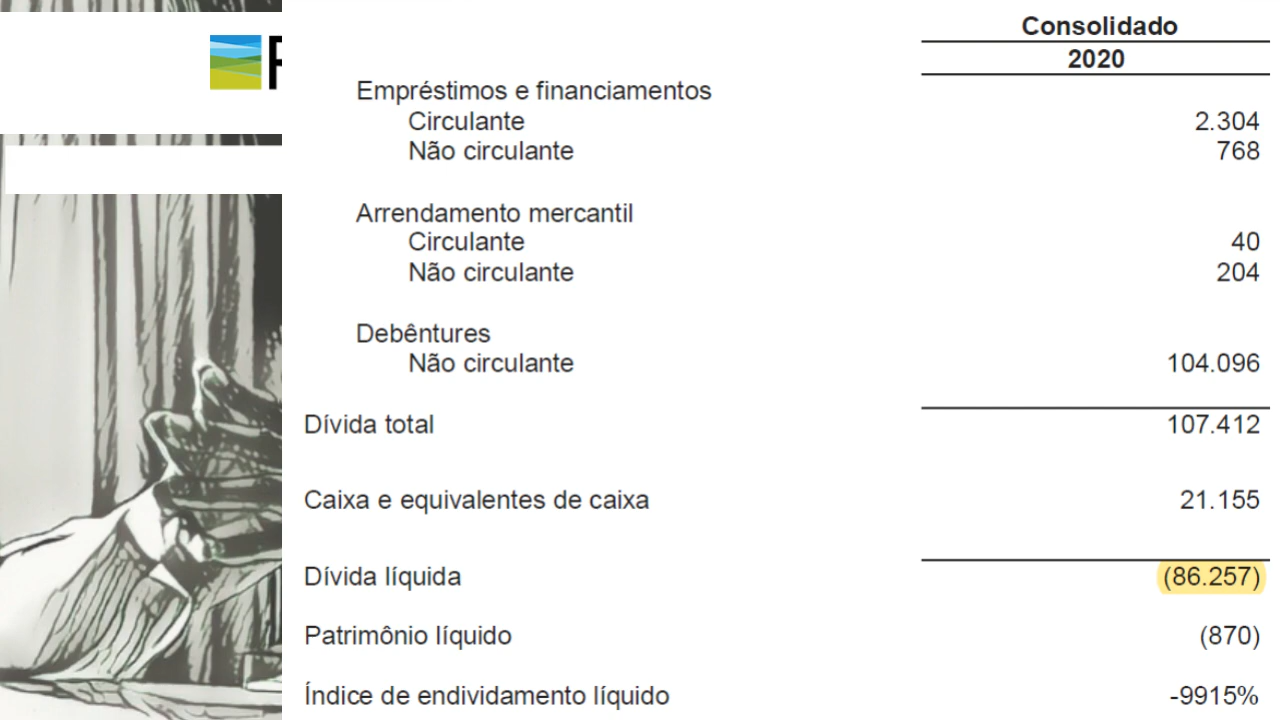 Consolidado
2020
Empréstimos e financiamentos
Circulante 2.304
Não circulante 768
Arrendamento mercantil
Circulante 40
Não circulante 204
Debêntures
Não circulante 104.096
Dívida total 107.412
Caixa e equivalentes de caixa 21.155
Dívida líquida (86.257)
Patrimônio líquido (870)
Índice de endividamento líquido -9915%